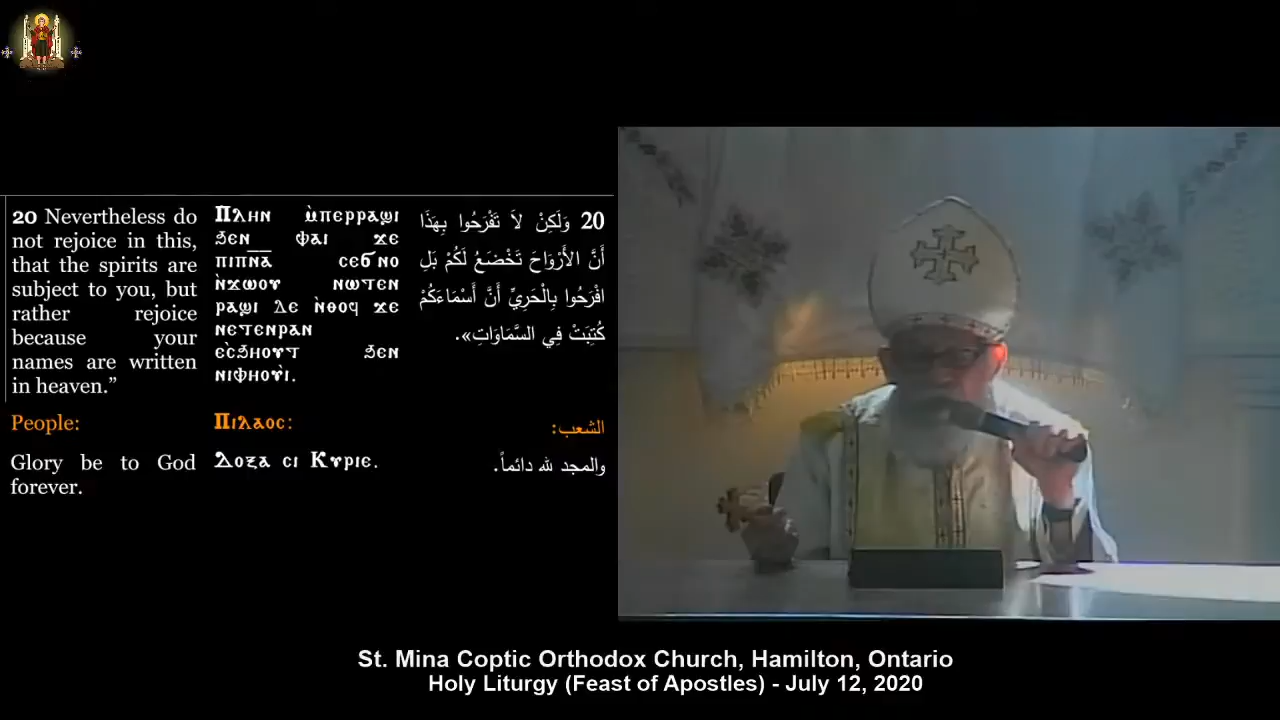 20 Nevertheless do
not rejoice in this,
that the spirits are
subject to you, but
rather rejoice
because your
names are written
in heaven.”
People:
Glory be to God
forever.
Ⲡⲗⲏⲛ ⲙ̀ⲡⲉⲣⲣⲁϣⲓ
ϧⲉⲛ ⲫⲁⲓ ϫⲉ
ⲡⲓⲡ̅ⲛ̅ⲁ̅ ⲥⲉϭⲛⲟ
ⲛ̀ϫⲱⲟⲩ ⲛⲱⲧⲉⲛ
ⲣⲁϣⲓ ⲇⲉ ⲛ̀ⲑⲟϥ ϫⲉ
ⲛⲉⲧⲉⲛⲣⲁⲛ
ⲉⲥ̀ϧⲏⲟⲩⲧ ϧⲉⲛ
ⲛⲓⲫⲏⲟⲩⲓ̀.
Ⲡⲓⲗⲁⲟⲥ:
Ⲇⲟⲝⲁ ⲥⲓ Ⲕⲩⲣⲓⲉ.
20 وَلَكِنْ لاَ تَفْرَحُوا بِهَذَا
أَنَّ الأَرْوَاحَ تَخْضَعُ لَكُمْ بَلِ
افْرَحُوا بِالْحَرِيِّ أَنَّ أَسْمَاءَكُمْ
كُتِبَتْ فِي السَّمَاوَاتِ».
الشعب:
والمجد لله دائماً.
St. Mina Coptic Orthodox Church, Hamilton, Ontario
Holy Liturgy (Feast of Apostles) - July 12, 2020